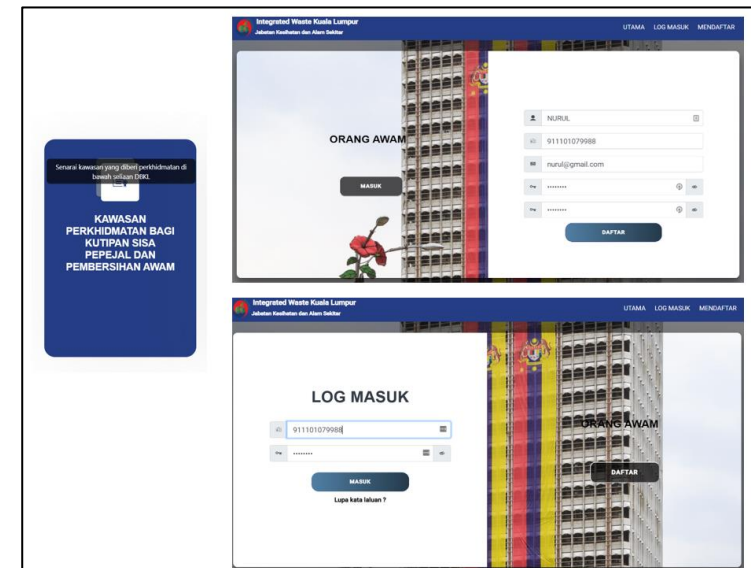 Senarai kawasan yang diberi perkhidmatan di
bawah seliaan DBKL
KAWASAN
PERKHIDMATAN BAGI
KUTIPAN SISA
PEPEJAL DAN
PEMBERSIHAN AWAM
Integrated Waste Kuala Lumpur
Jabatan Kesihatan dan Alam Sekitar
UTAMA LOG MASUK MENDAFTAR
ORANG AWAM
MASUK
NURUL
911101079988
nurul@gmail.com
••••••••
••••••••
DAFTAR
Integrated Waste Kuala Lumpur
Jabatan Kesihatan dan Alam Sekitar
UTAMA LOG MASUK MENDAFTAR
LOG MASUK
911101079988
••••••••
MASUK
Lupa kata laluan ?
ORANG AWAM
DAFTAR